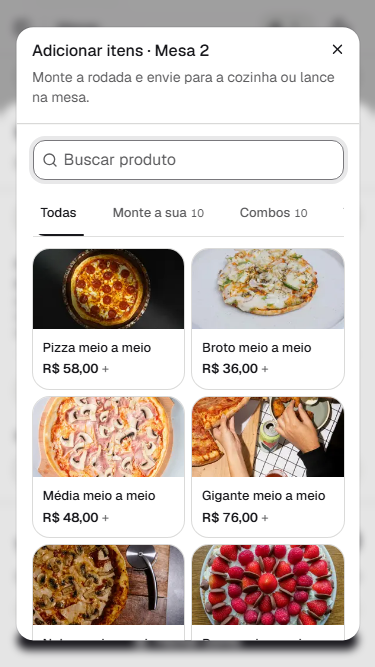 Adicionar itens · Mesa 2
Monte a rodada e envie para a cozinha ou lance
na mesa.
Buscar produto
Todas
Monte a sua 10
Combos 10
Pizza meio a meio
R$ 58,00 +
Broto meio a meio
R$ 36,00 +
Média meio a meio
R$ 48,00 +
Gigante meio a meio
R$ 76,00 +